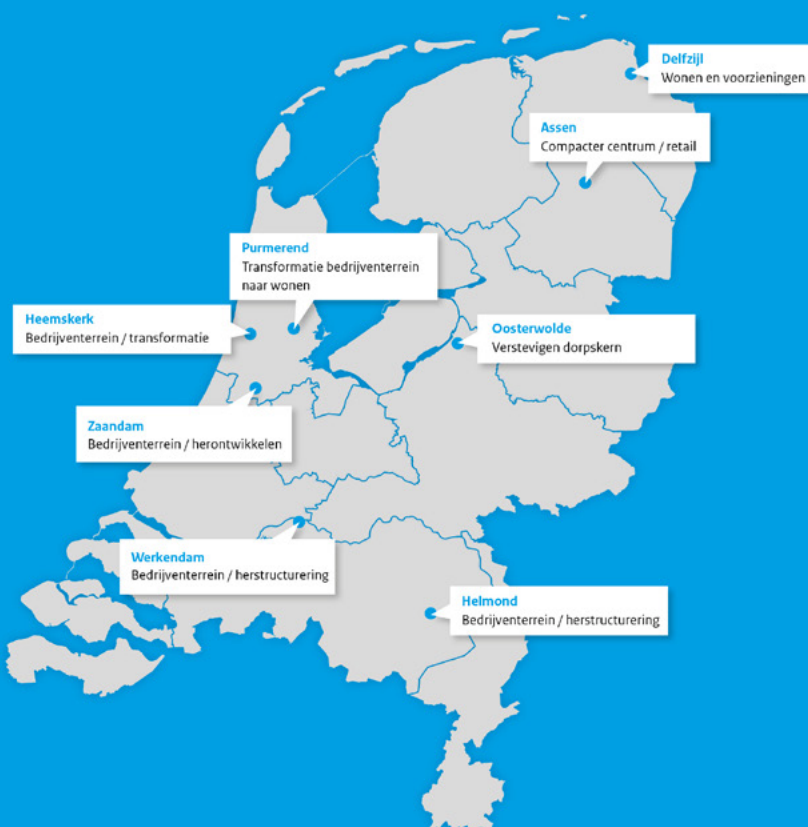 Delfzijl
Wonen en voorzieningen
Assen
Compacter centrum / retail
Purmerend
Transformatie bedrijventerrein
naar wonen
Heemskerk
Bedrijventerrein / transformatie
Oosterwolde
Verstevigen dorpskern
Zaandam
Bedrijventerrein / herontwikkelen
Werkendam
Bedrijventerrein / herstructurering
Helmond
Bedrijventerrein / herstructurering